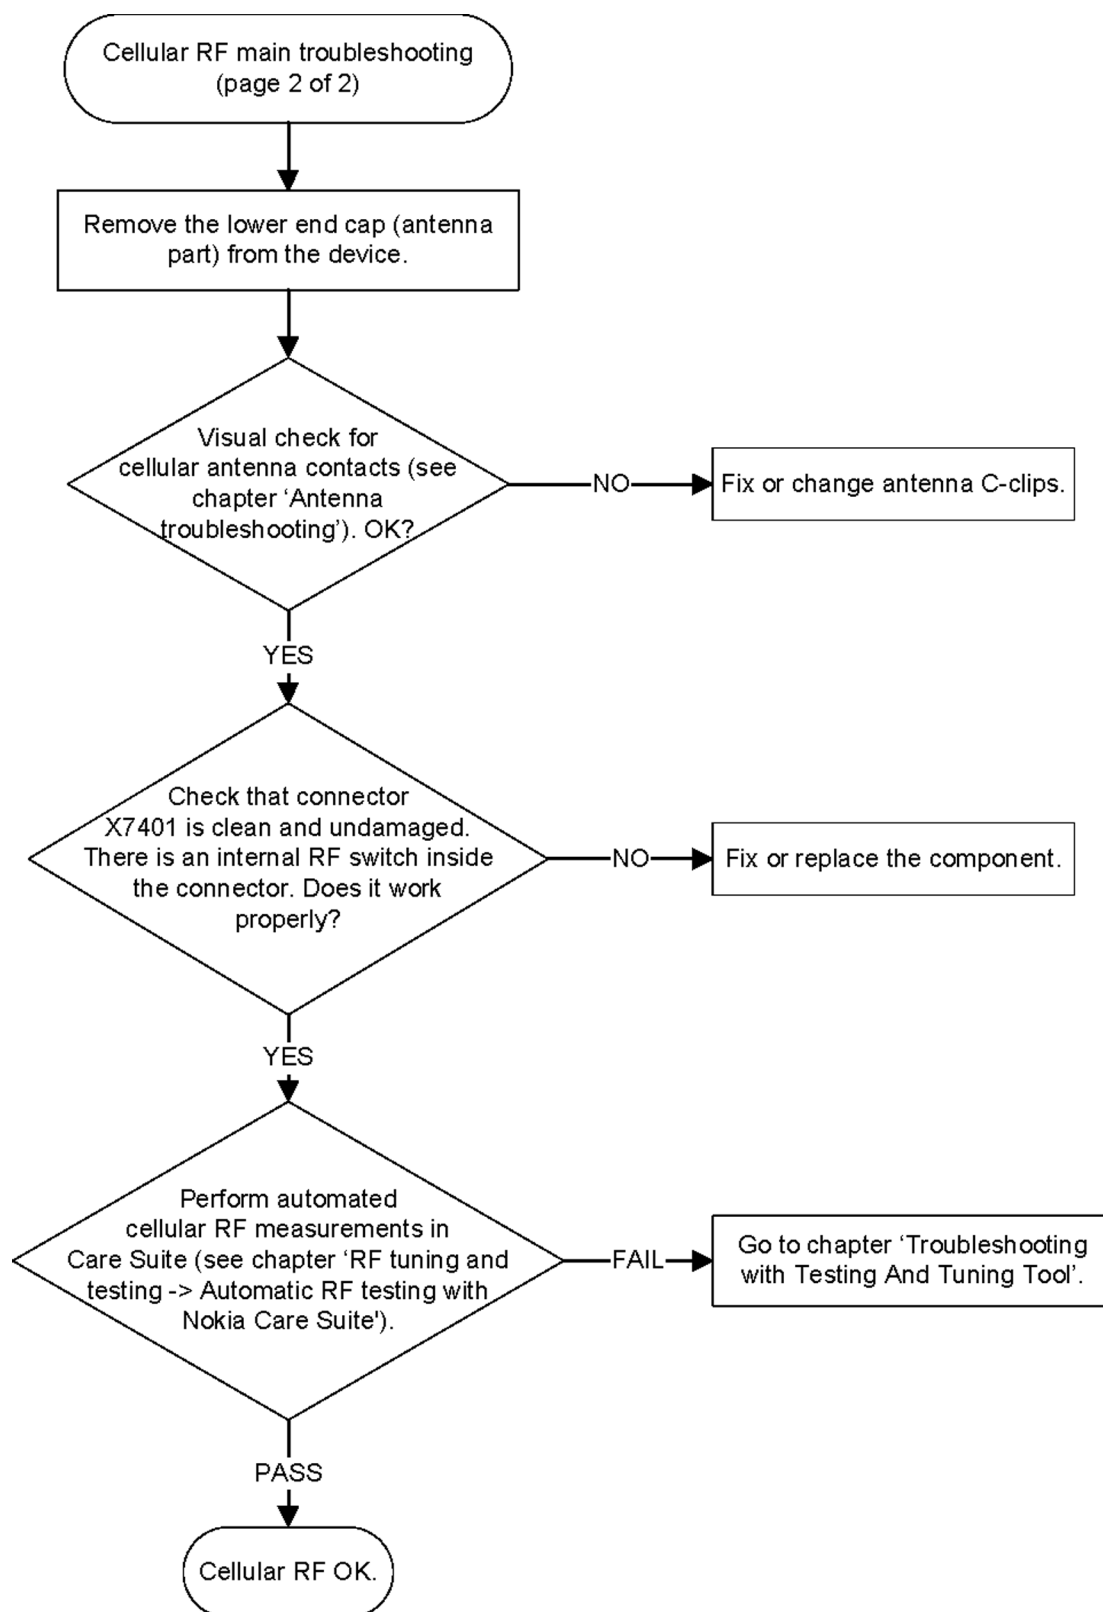 Cellular RF main troubleshooting
(page 2 of 2)
Remove the lower end cap (antenna
part) from the device.
Visual check for
cellular antenna contacts (see
chapter ‘Antenna
troubleshooting’). OK?
NO
Fix or change antenna C-clips.
YES
Check that connector
X7401 is clean and undamaged.
There is an internal RF switch inside
the connector. Does it work
properly?
NO
Fix or replace the component.
YES
Perform automated
cellular RF measurements in
Care Suite (see chapter ‘RF tuning and
testing -> Automatic RF testing with
Nokia Care Suite').
FAIL
Go to chapter ‘Troubleshooting
with Testing And Tuning Tool’.
PASS
Cellular RF OK.